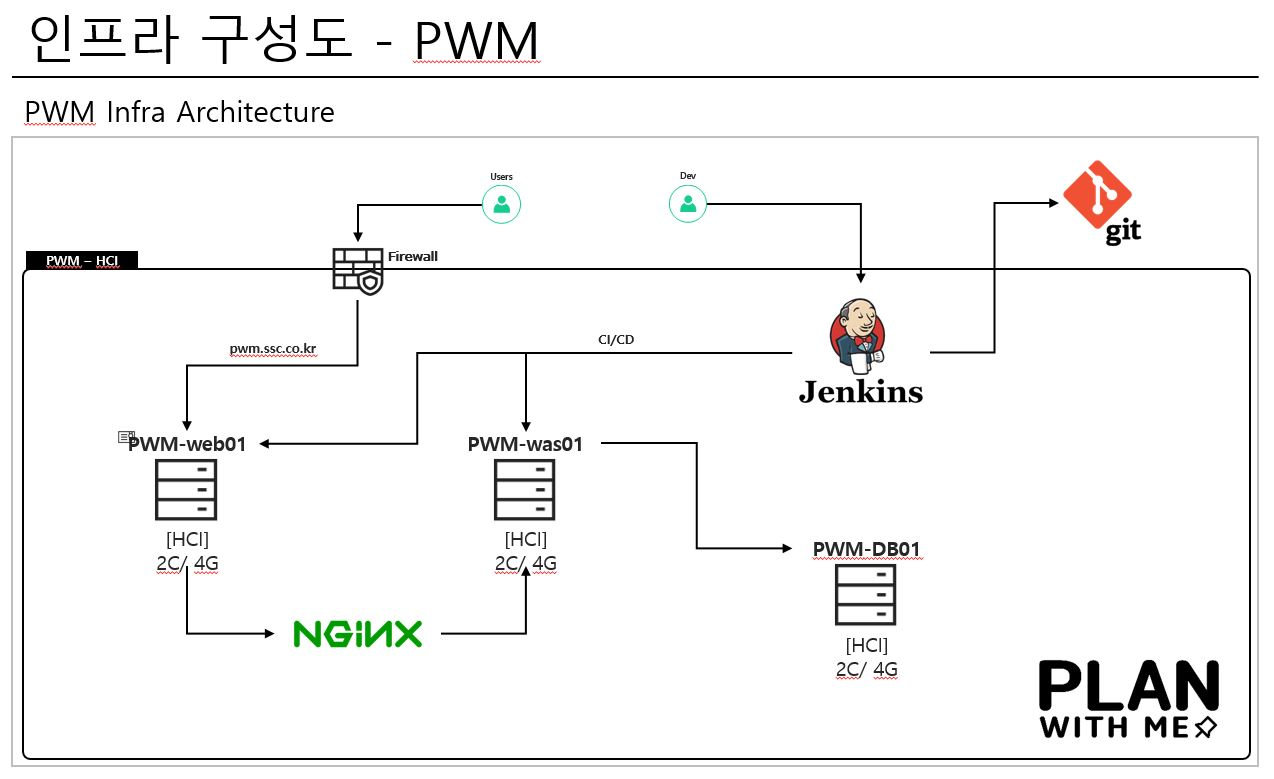 인프라 구성도 - PWM
PWM Infra Architecture
Users
Dev
git
PWM – HCI
Firewall
pwm.ssc.co.kr
CI/CD
Jenkins
PWM-web01
[HCI]
2C/ 4G
PWM-was01
[HCI]
2C/ 4G
PWM-DB01
[HCI]
2C/ 4G
NGINX
PLAN
WITH ME